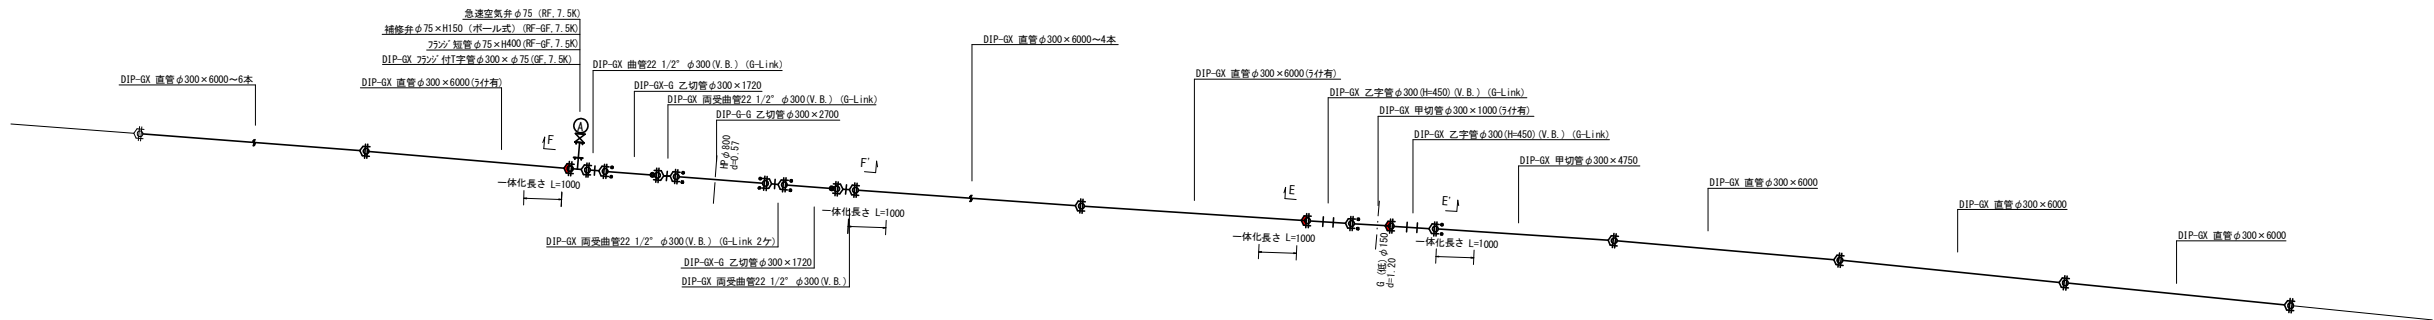 急速空気弁φ75 (RF,7.5K)
補修弁φ75×H150 (ボール式) (RF-GF,7.5K)
フランジ短管φ75×H400(RF-GF,7.5K)
DIP-GX フランジ付T字管φ300×φ75(GF,7.5K)
DIP-GX 直管φ300×6000〜6本
DIP-GX 直管φ300×6000(ライナ有)
DIP-GX 曲管22 1/2° φ300(V.B.) (G-Link)
DIP-GX-G 乙切管φ300×1720
DIP-GX 両受曲管22 1/2° φ300(V.B.) (G-Link)
DIP-G-G 乙切管φ300×2700
DIP-GX 直管φ300×6000〜4本
DIP-GX 直管φ300×6000(ライナ有)
DIP-GX 乙字管φ300(H=450)(V.B.) (G-Link)
DIP-GX 甲切管φ300×1000(ライナ有)
DIP-GX 乙字管φ300(H=450)(V.B.) (G-Link)
DIP-GX 甲切管φ300×4750
DIP-GX 直管φ300×6000
DIP-GX 直管φ300×6000
DIP-GX 直管φ300×6000
A
F
HPφ800
d=0.57
F'
E
E'
一体化長さ L=1000
一体化長さ L=1000
一体化長さ L=1000
一体化長さ L=1000
G (低) φ150
d=1.20
DIP-GX 両受曲管22 1/2° φ300(V.B.) (G-Link 2ケ)
DIP-GX-G 乙切管φ300×1720
DIP-GX 両受曲管22 1/2° φ300(V.B.)